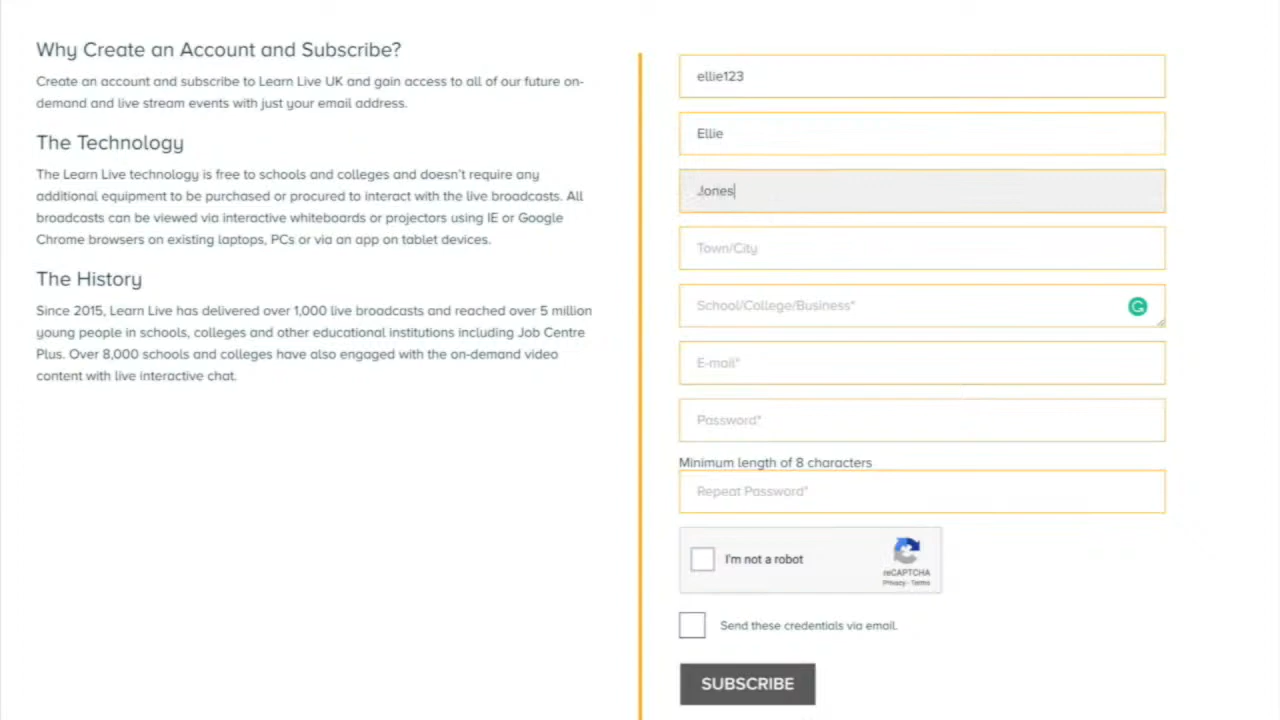 Why Create an Account and Subscribe?
Create an account and subscribe to Learn Live UK and gain access to all of our future on-
demand and live stream events with just your email address.
The Technology
The Learn Live technology is free to schools and colleges and doesn't require any
additional equipment to be purchased or procured to interact with the live broadcasts. All
broadcasts can be viewed via interactive whiteboards or projectors using IE or Google
Chrome browsers on existing laptops, PCs or via an app on tablet devices.
The History
Since 2015, Learn Live has delivered over 1,000 live broadcasts and reached over 5 million
young people in schools, colleges and other educational institutions including Job Centre
Plus. Over 8,000 schools and colleges have also engaged with the on-demand video
content with live interactive chat.
ellie123
Ellie
Jones
Town/City
School/College/Business*
E-mail*
Password*
Minimum length of 8 characters
Repeat Password*
I'm not a robot
reCAPTCHA
Privacy - Terms
Send these credentials via email.
SUBSCRIBE